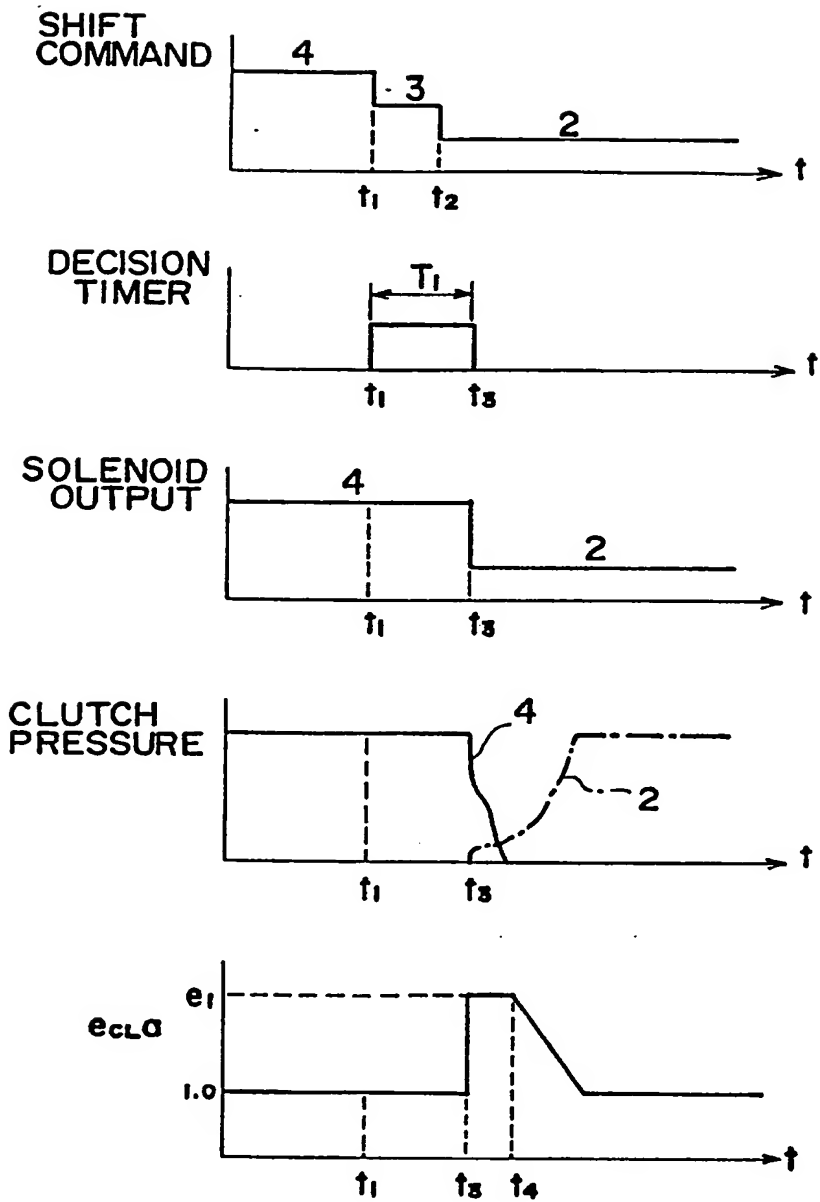 SHIFT
COMMAND
4
3
2
t
t1
t2
DECISION
TIMER
T1
t
t1
t3
SOLENOID
OUTPUT
4
2
t
t1
t3
CLUTCH
PRESSURE
4
2
t
t1
t3
e1
eCLα
1.0
t
t1
t3
t4